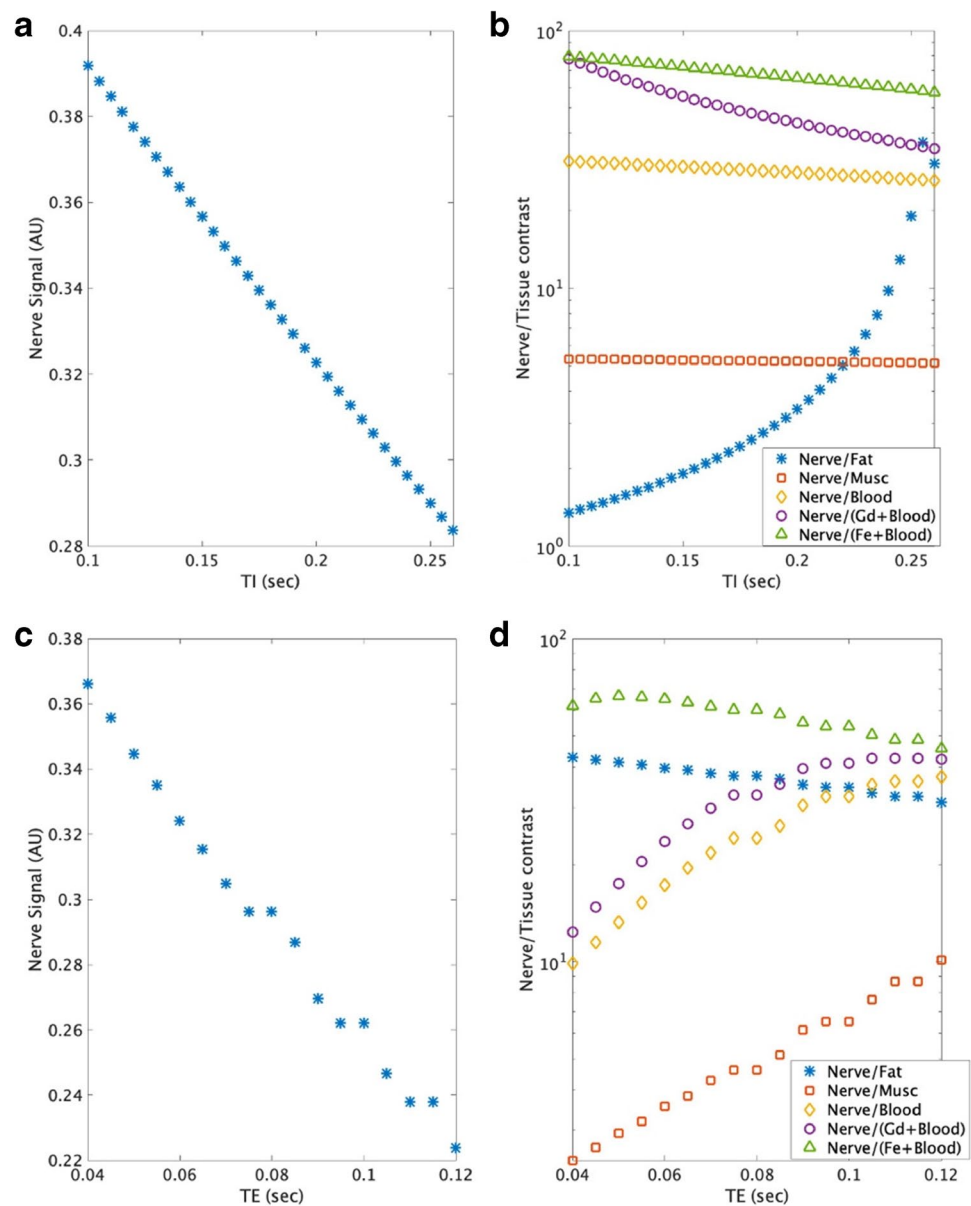 a
0.4
0.38
0.36
0.34
0.32
0.3
0.28
Nerve Signal (AU)
0.1 0.15 0.2 0.25
TI (sec)
b
10^2
10^1
10^0
Nerve/Tissue contrast
Nerve/Fat
Nerve/Musc
Nerve/Blood
Nerve/(Gd+Blood)
Nerve/(Fe+Blood)
0.1 0.15 0.2 0.25
TI (sec)
c
0.38
0.36
0.34
0.32
0.3
0.28
0.26
0.24
0.22
Nerve Signal (AU)
0.04 0.06 0.08 0.1 0.12
TE (sec)
d
10^2
10^1
Nerve/Tissue contrast
Nerve/Fat
Nerve/Musc
Nerve/Blood
Nerve/(Gd+Blood)
Nerve/(Fe+Blood)
0.04 0.06 0.08 0.1 0.12
TE (sec)